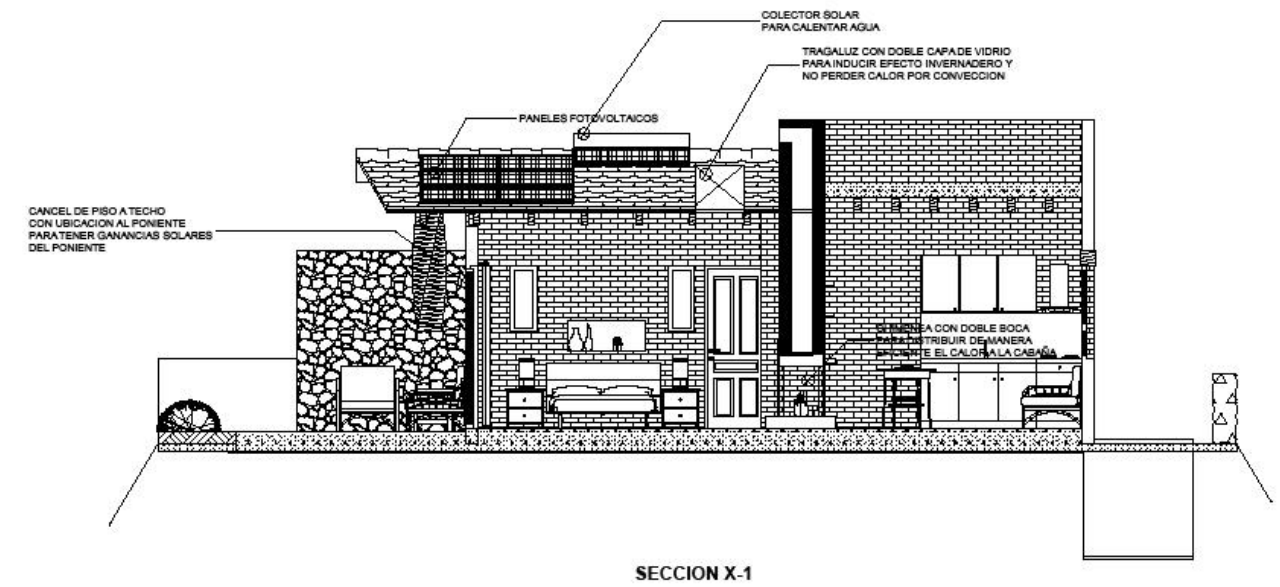 COLECTOR SOLAR
PARA CALENTAR AGUA
TRAGALUZ CON DOBLE CAPA DE VIDRIO
PARA INDUCIR EFECTO INVERNADERO Y
NO PERDER CALOR POR CONVECCION
PANELES FOTOVOLTAICOS
CANCEL DE PISO A TECHO
CON UBICACION AL PONIENTE
PARA TENER GANANCIAS SOLARES
DEL PONIENTE
CHIMENEA CON DOBLE BOCA
PARA DISTRIBUIR DE MANERA
EFICIENTE EL CALOR A LA CABAÑA
SECCION X-1